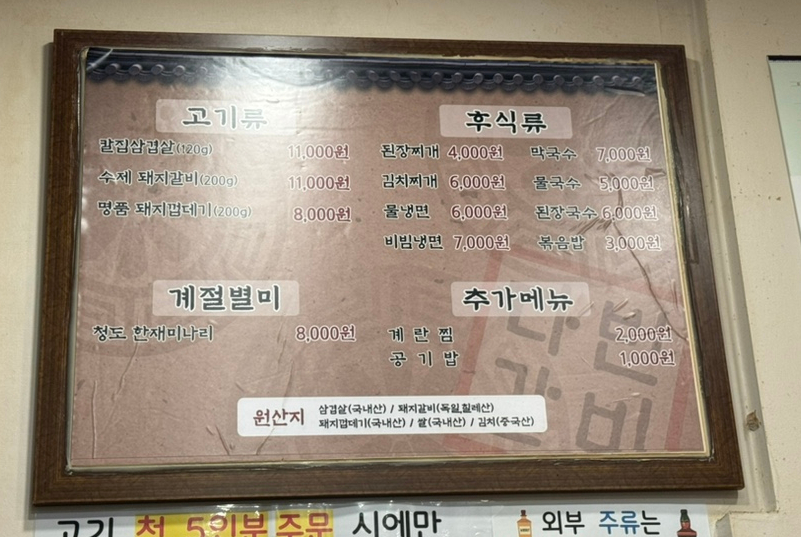 고기류
칼집삼겹살(120g) 11,000원
수제 돼지갈비(200g) 11,000원
명품 돼지껍데기(200g) 8,000원
후식류
된장찌개 4,000원 막국수 7,000원
김치찌개 6,000원 물국수 5,000원
물냉면 6,000원 된장국수 6,000원
비빔냉면 7,000원 볶음밥 3,000원
계절별미
청도 한재미나리 8,000원
추가메뉴
계란찜 2,000원
공기밥 1,000원
원산지
삼겹살(국내산) / 돼지갈비(독일,칠레산)
돼지껍데기(국내산) / 쌀(국내산) / 김치(중국산)
고기 첫 5인분 주문 시에만
외부 주류는